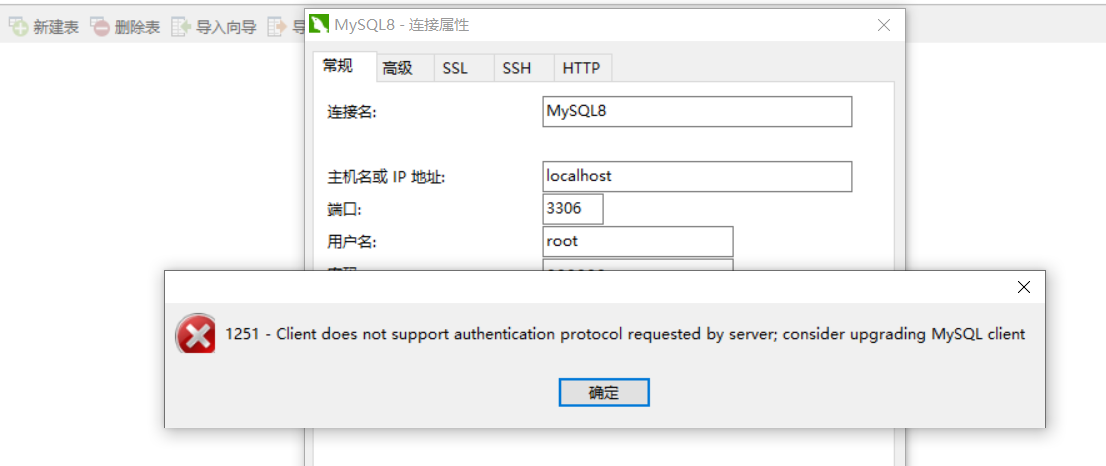 新建表 删除表 导入向导 导
MySQL8 - 连接属性
常规 高级 SSL SSH HTTP
连接名: MySQL8
主机名或 IP 地址: localhost
端口: 3306
用户名: root
1251 - Client does not support authentication protocol requested by server; consider upgrading MySQL client
确定